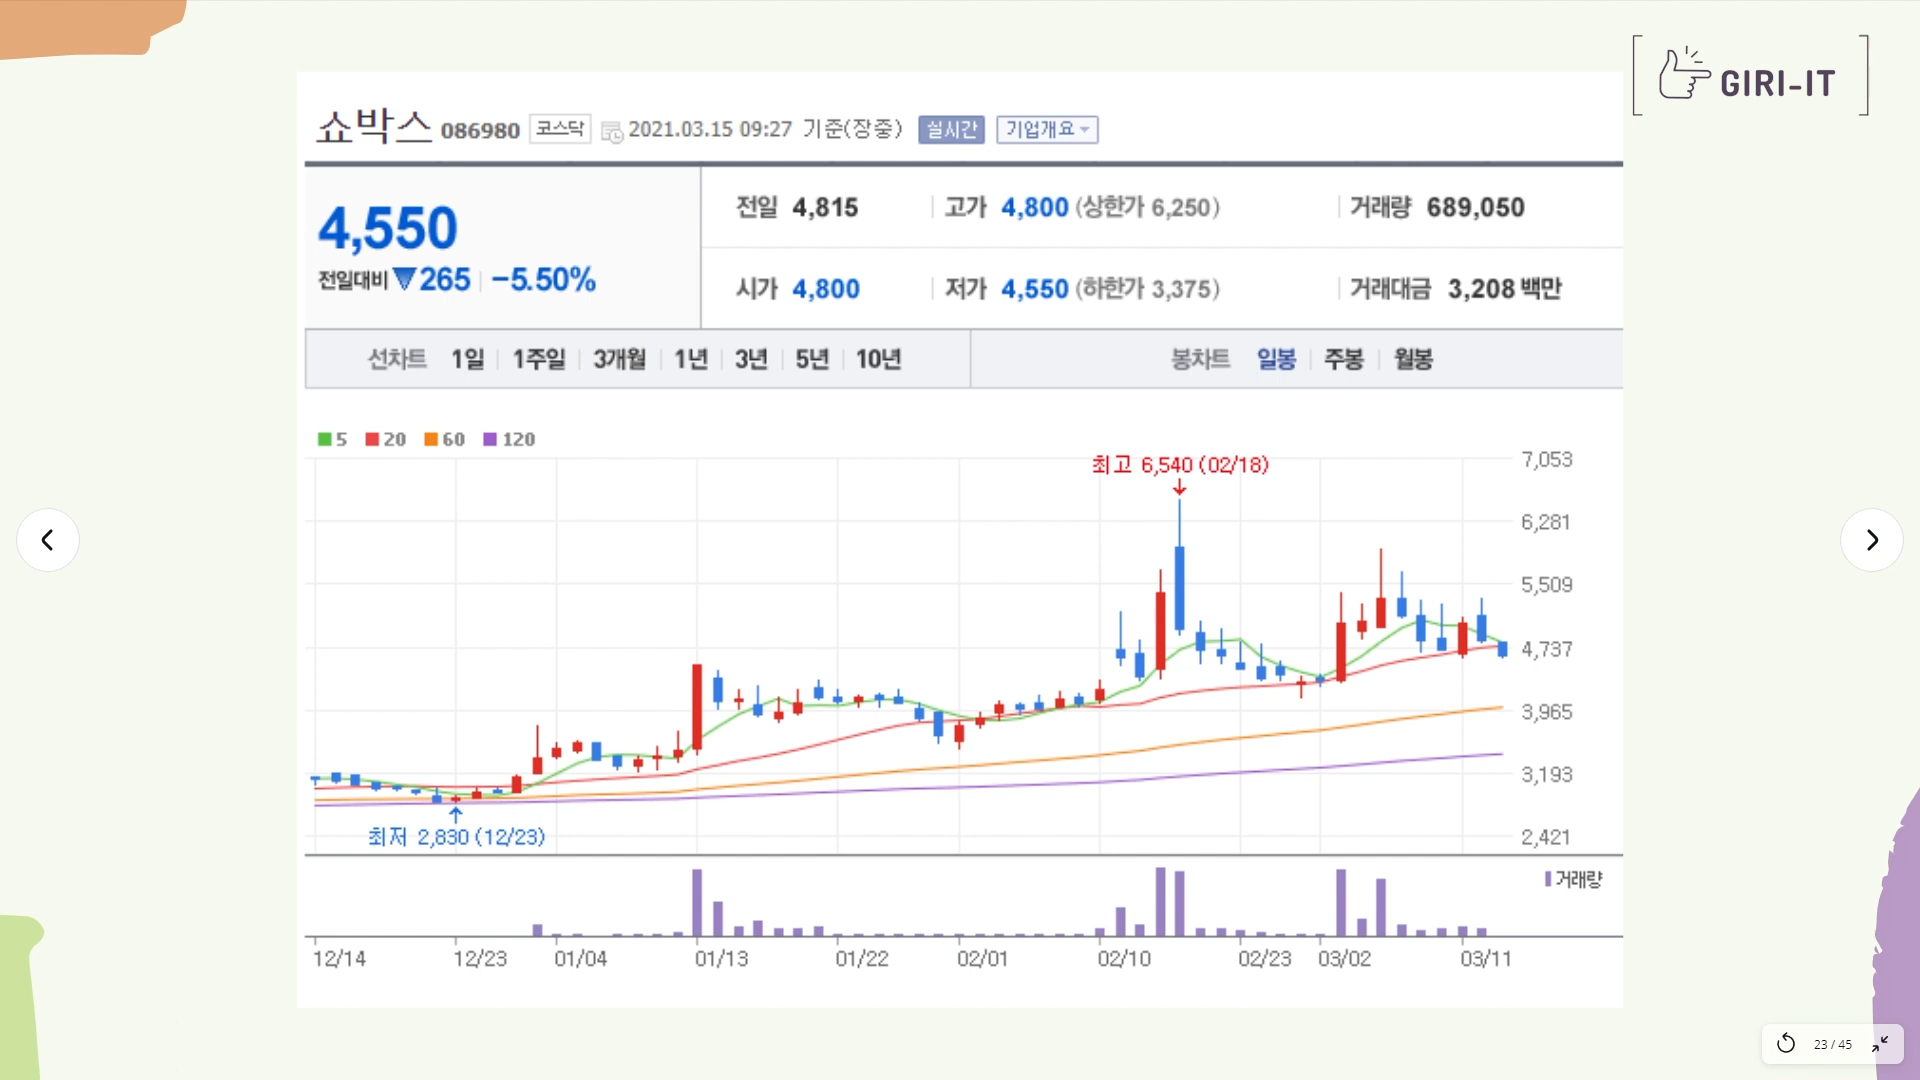 GIRI-IT
쇼박스 086980 코스닥 2021.03.15 09:27 기준(장중) 실시간 기업개요
4,550
전일대비 ▼265 -5.50%
전일 4,815 고가 4,800 (상한가 6,250) 거래량 689,050
시가 4,800 저가 4,550 (하한가 3,375) 거래대금 3,208 백만
선차트 1일 1주일 3개월 1년 3년 5년 10년 봉차트 일봉 주봉 월봉
5 20 60 120
최고 6,540 (02/18)
7,053
6,281
5,509
4,737
3,965
3,193
최저 2,830 (12/23)
2,421
거래량
12/14 12/23 01/04 01/13 01/22 02/01 02/10 02/23 03/02 03/11
23 / 45